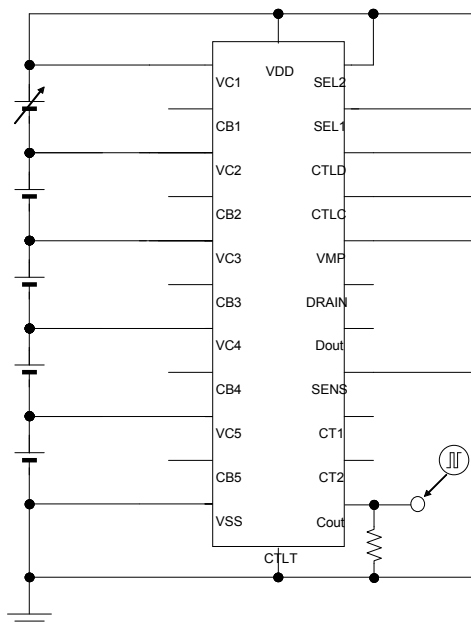 VDD
VC1
CB1
VC2
CB2
VC3
CB3
VC4
CB4
VC5
CB5
VSS
SEL2
SEL1
CTLD
CTLC
VMP
DRAIN
Dout
SENS
CT1
CT2
Cout
CTLT